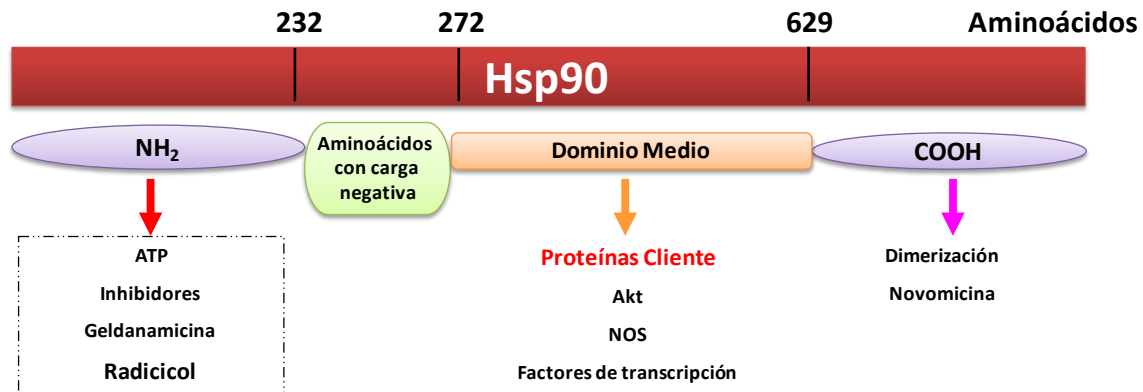 232 272 629 Aminoácidos
Hsp90
NH₂
Aminoácidos
con carga
negativa
Dominio Medio
COOH
ATP
Inhibidores
Geldanamicina
Radicicol
Proteínas Cliente
Akt
NOS
Factores de transcripción
Dimerización
Novomicina